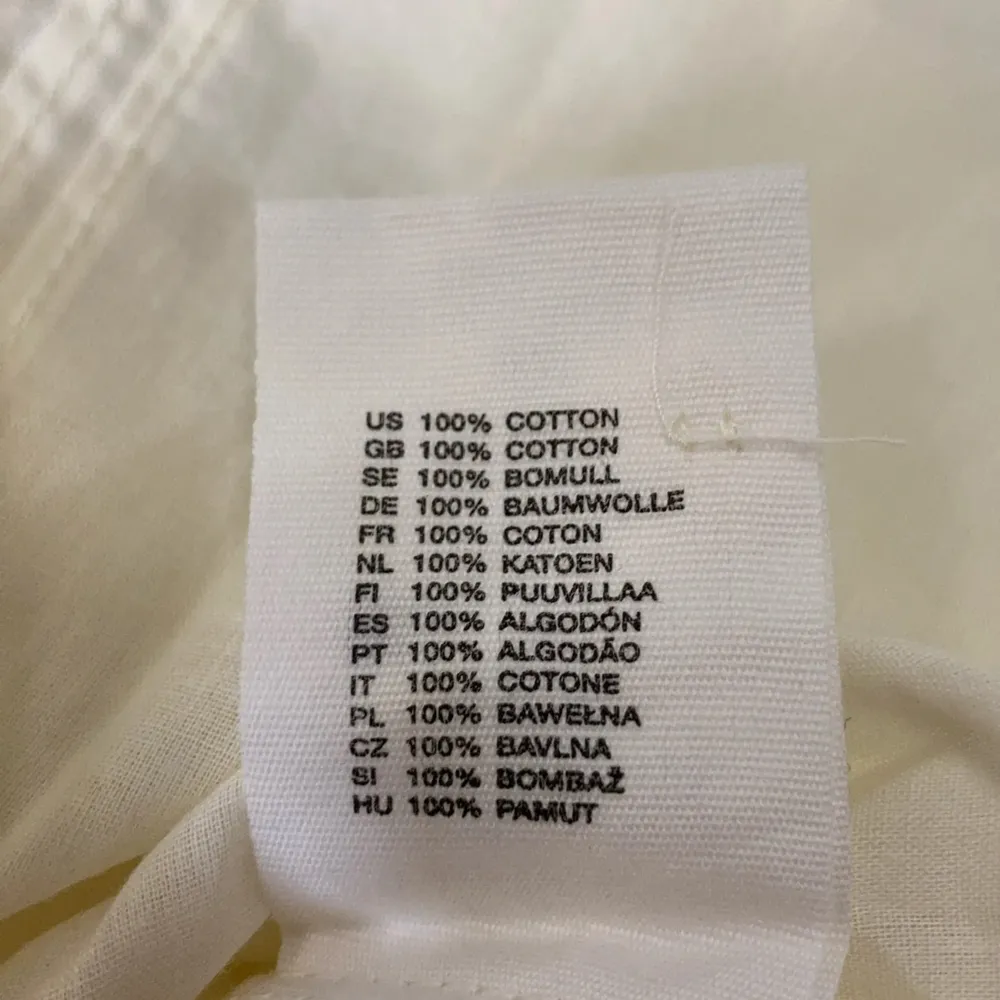 US 100% COTTON
GB 100% COTTON
SE 100% BOMULL
DE 100% BAUMWOLLE
FR 100% COTON
NL 100% KATOEN
FI 100% PUUVILLAA
ES 100% ALGODÓN
PT 100% ALGODÃO
IT 100% COTONE
PL 100% BAWEŁNA
CZ 100% BAVLNA
SI 100% BOMBAŽ
HU 100% PAMUT